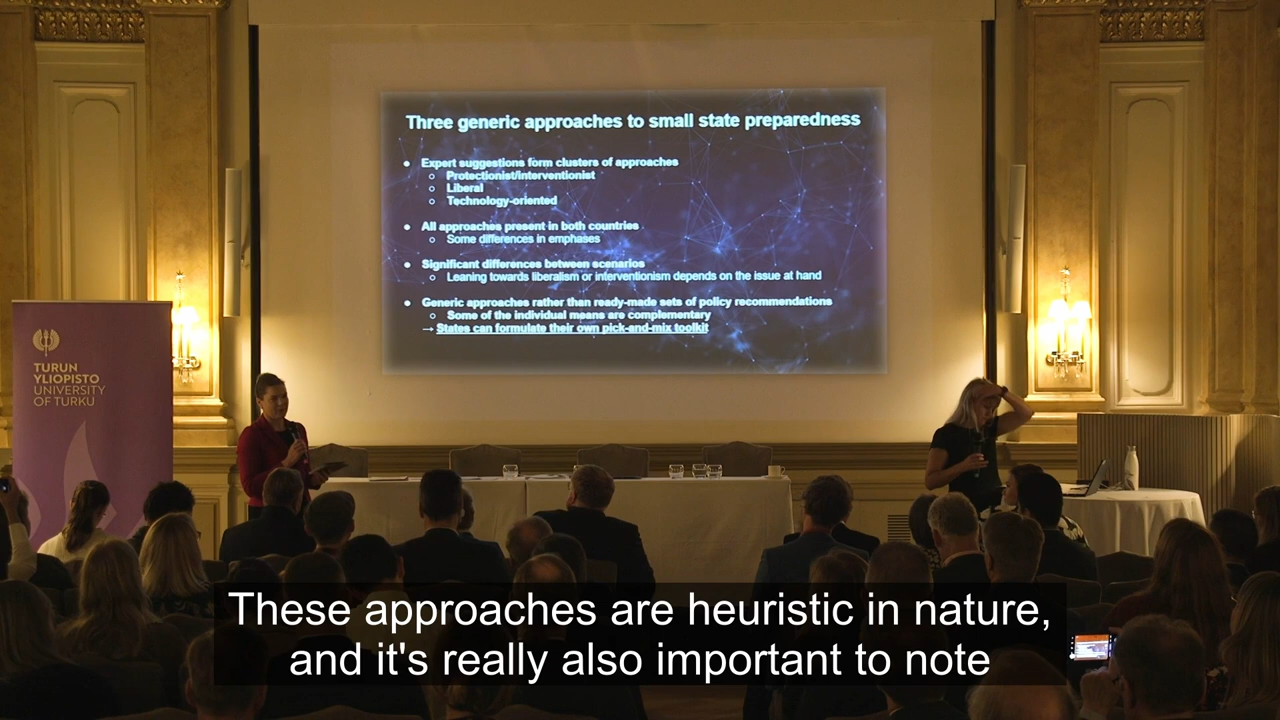 Three generic approaches to small state preparedness
● Expert suggestions form clusters of approaches
○ Protectionist/interventionist
○ Liberal
○ Technology-oriented
● All approaches present in both countries
○ Some differences in emphases
● Significant differences between scenarios
○ Leaning towards liberalism or interventionism depends on the issue at hand
● Generic approaches rather than ready-made sets of policy recommendations
○ Some of the individual means are complementary
→ States can formulate their own pick-and-mix toolkit
TURUN
YLIOPISTO
UNIVERSITY
OF TURKU
These approaches are heuristic in nature,
and it's really also important to note